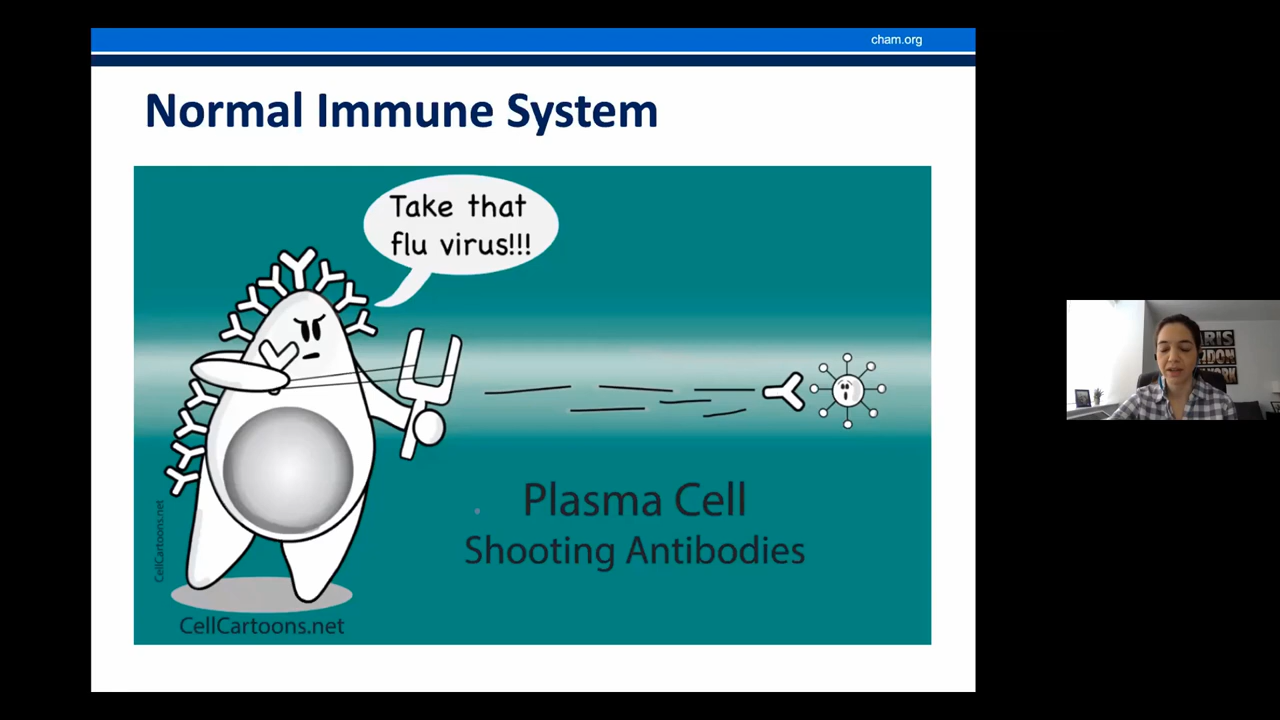 cham.org
Normal Immune System
Take that
flu virus!!!
Plasma Cell
Shooting Antibodies
CellCartoons.net
CellCartoons.net